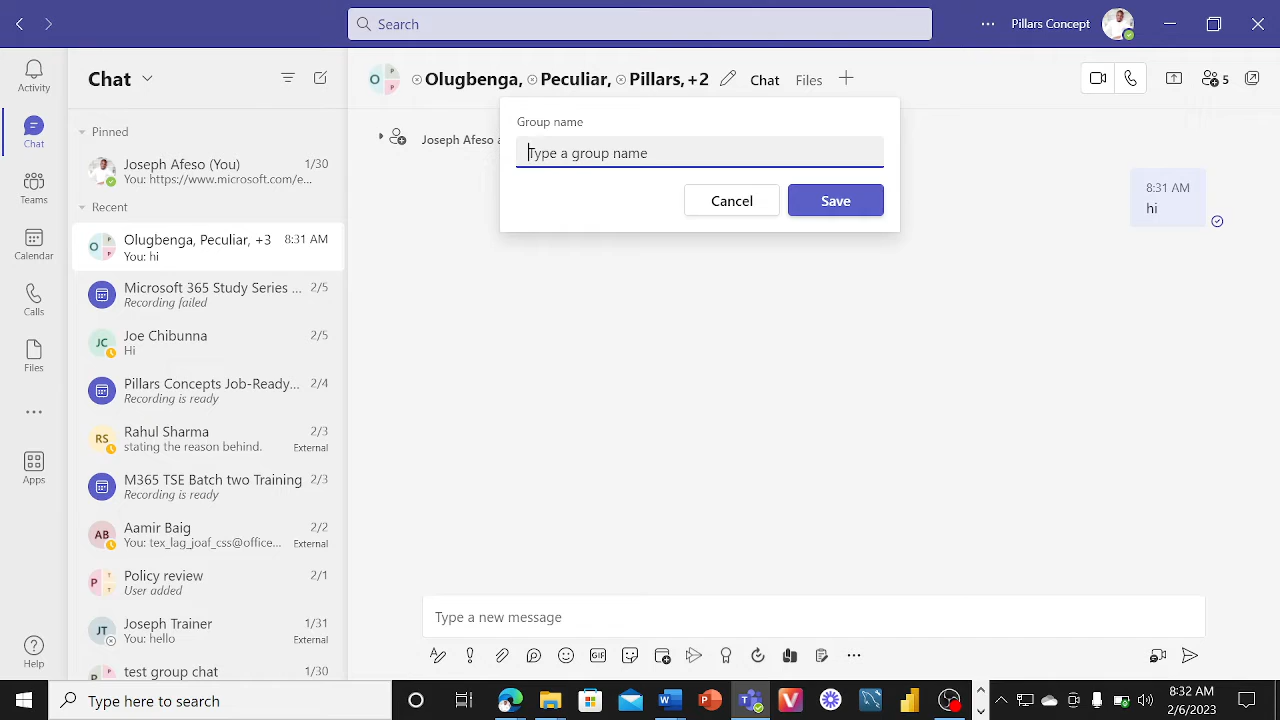 Search
Pillars Concept
Activity
Chat
Teams
Calendar
Calls
Files
Apps
Help
Chat
Pinned
Joseph Afeso (You) 1/30
You: https://www.microsoft.com/e...
Recent
Olugbenga, Peculiar, +3 8:31 AM
You: hi
Microsoft 365 Study Series ... 2/5
Recording failed
JC
Joe Chibunna 2/5
Hi
Pillars Concepts Job-Ready... 2/4
Recording is ready
RS
Rahul Sharma 2/3
stating the reason behind. External
M365 TSE Batch two Training 2/3
Recording is ready
AB
Aamir Baig 2/2
You: tex_lag_joaf_css@office... External
P T T
Policy review 2/1
User added
JT
Joseph Trainer 1/31
You: hello External
test group chat 1/30
O P P
Olugbenga, Peculiar, Pillars, +2 Chat Files
5
Joseph Afeso a
Group name
Type a group name
Cancel Save
8:31 AM
hi
Type a new message
GIF
Type here to search
8:32 AM
2/6/2023